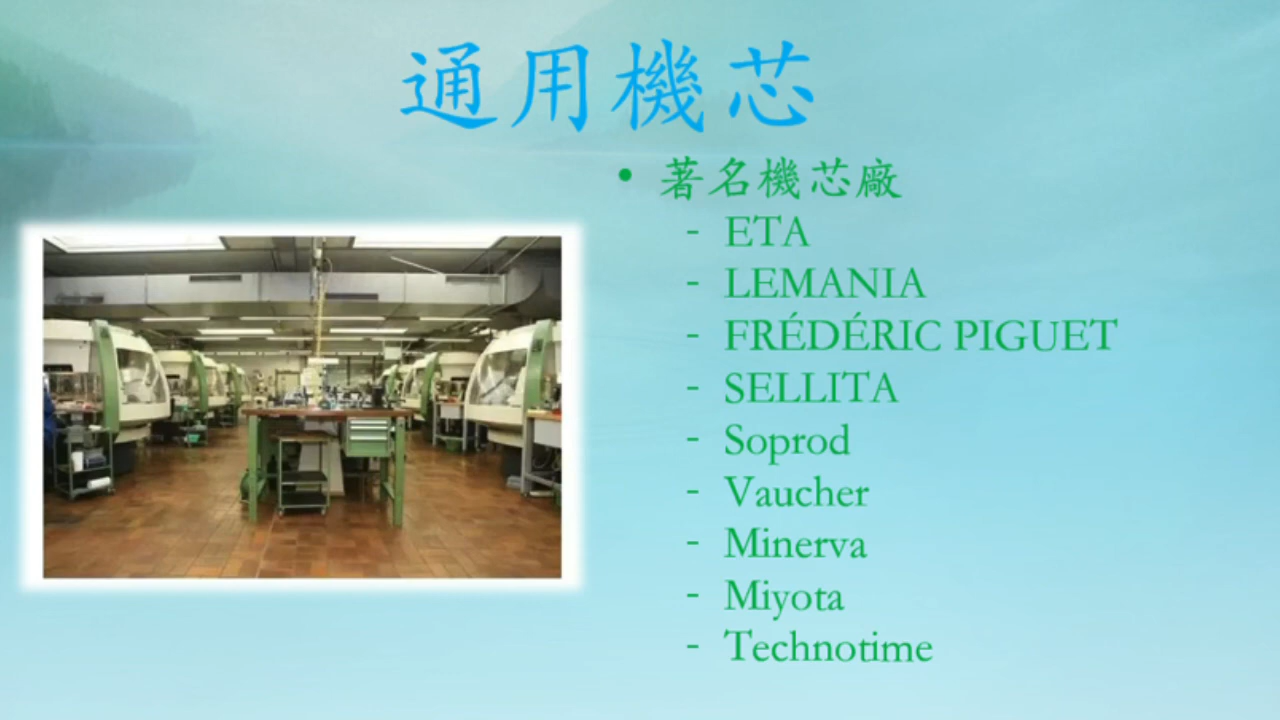 通用機芯
• 著名機芯廠
- ETA
- LEMANIA
- FRÉDÉRIC PIGUET
- SELLITA
- Soprod
- Vaucher
- Minerva
- Miyota
- Technotime